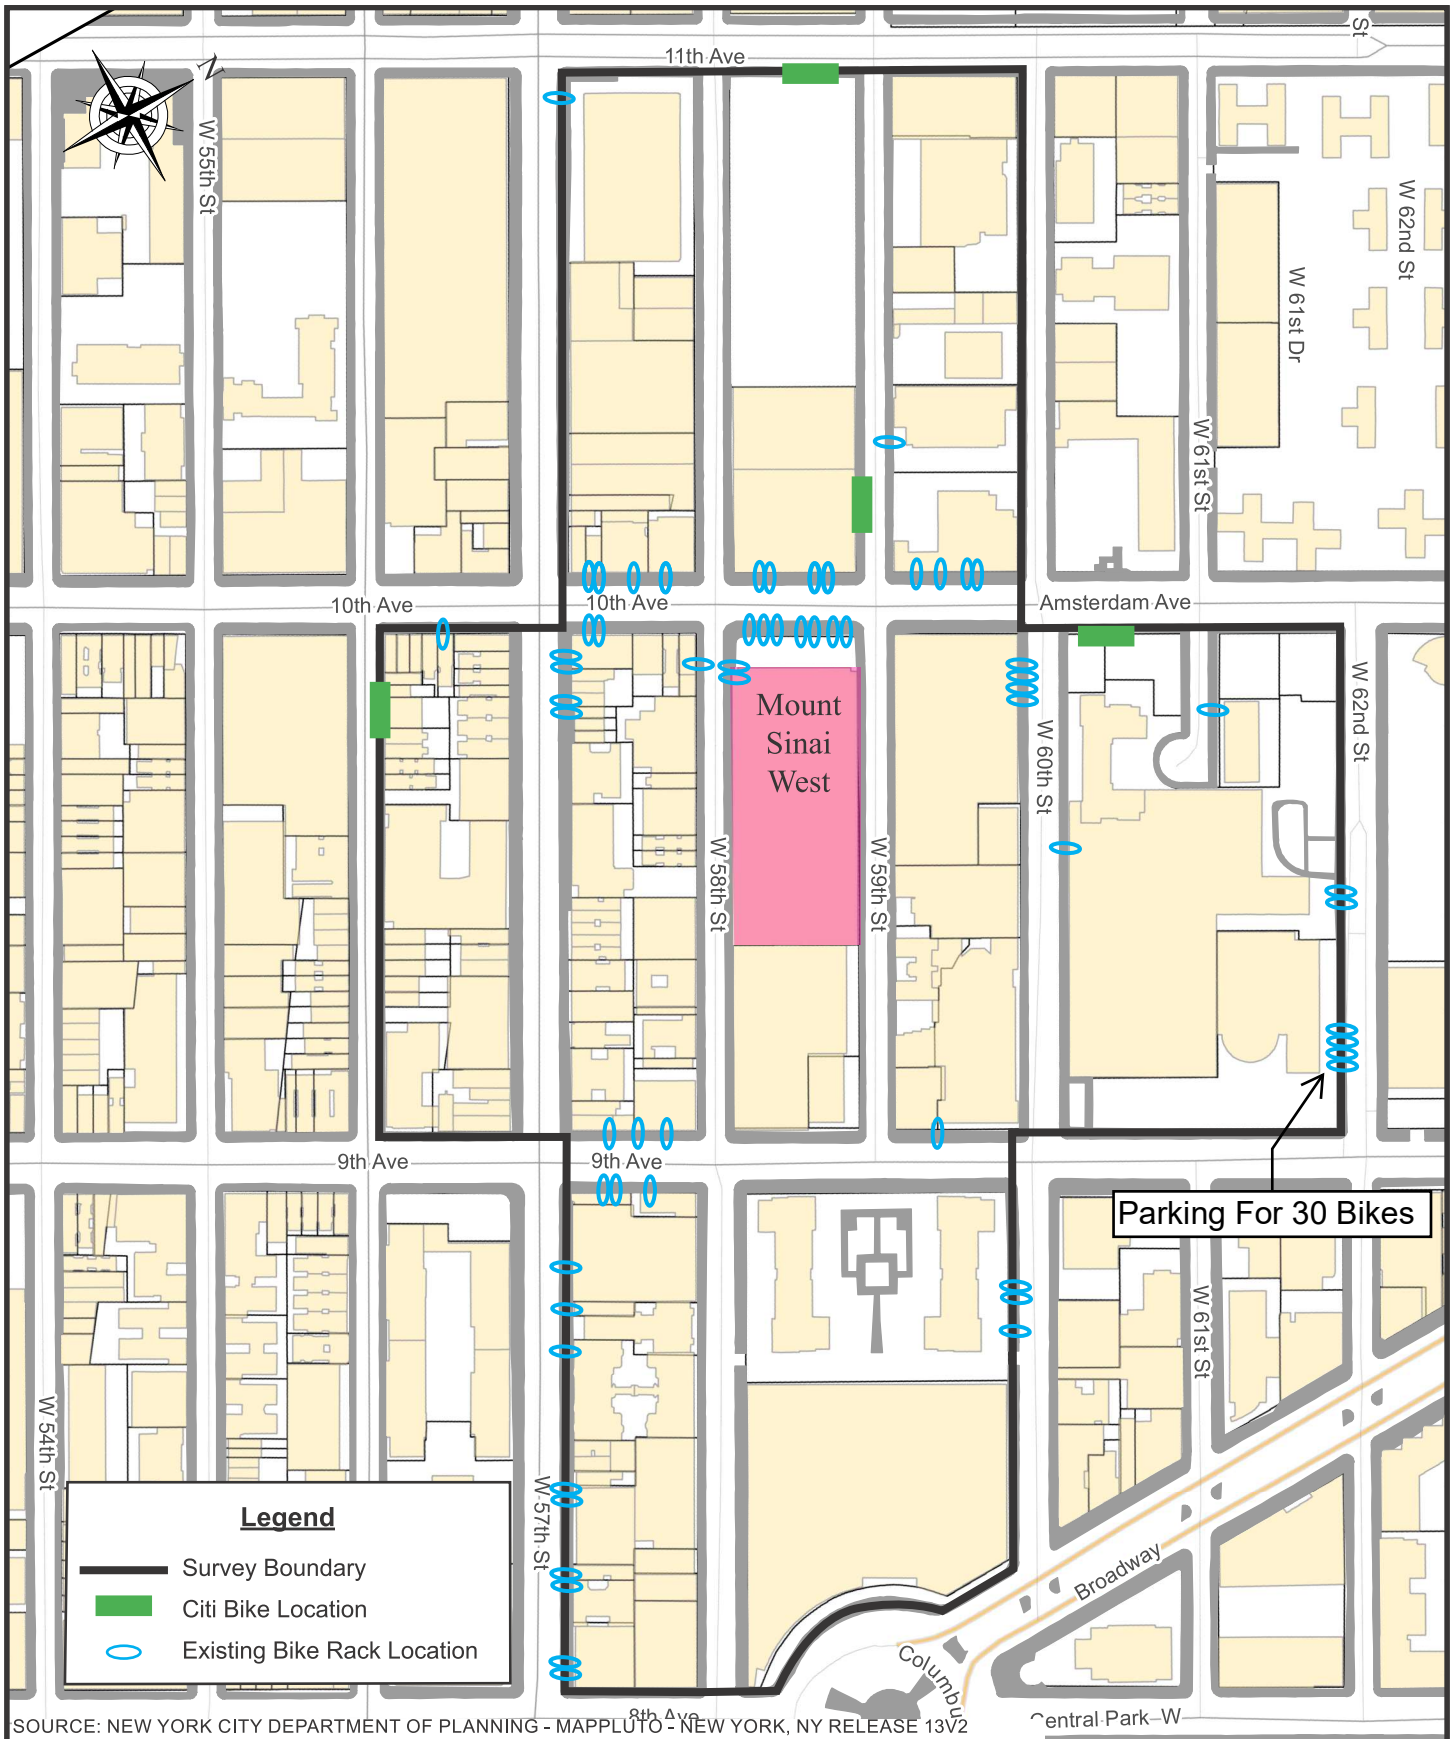 St
11th Ave
N
W 55th St
W 62nd St
W 61st Dr
W 61st St
10th Ave
10th Ave
Amsterdam Ave
Mount
Sinai
West
W 62nd St
W 60th St
W 58th St
W 59th St
9th Ave
9th Ave
Parking For 30 Bikes
W 61st St
W 54th St
W 57th St
Legend
Survey Boundary
Citi Bike Location
Existing Bike Rack Location
Broadway
Columbu
8th Ave
Central Park W
SOURCE: NEW YORK CITY DEPARTMENT OF PLANNING - MAPPLUTO - NEW YORK, NY RELEASE 13V2